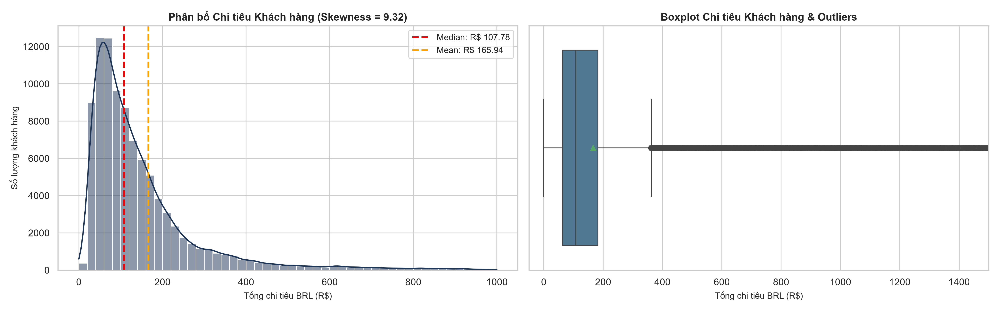 Phân bố Chi tiêu Khách hàng (Skewness = 9.32)
Median: R$ 107.78
Mean: R$ 165.94
Số lượng khách hàng
12000
10000
8000
6000
4000
2000
0
0 200 400 600 800 1000
Tổng chi tiêu BRL (R$)
Boxplot Chi tiêu Khách hàng & Outliers
0 200 400 600 800 1000 1200 1400
Tổng chi tiêu BRL (R$)